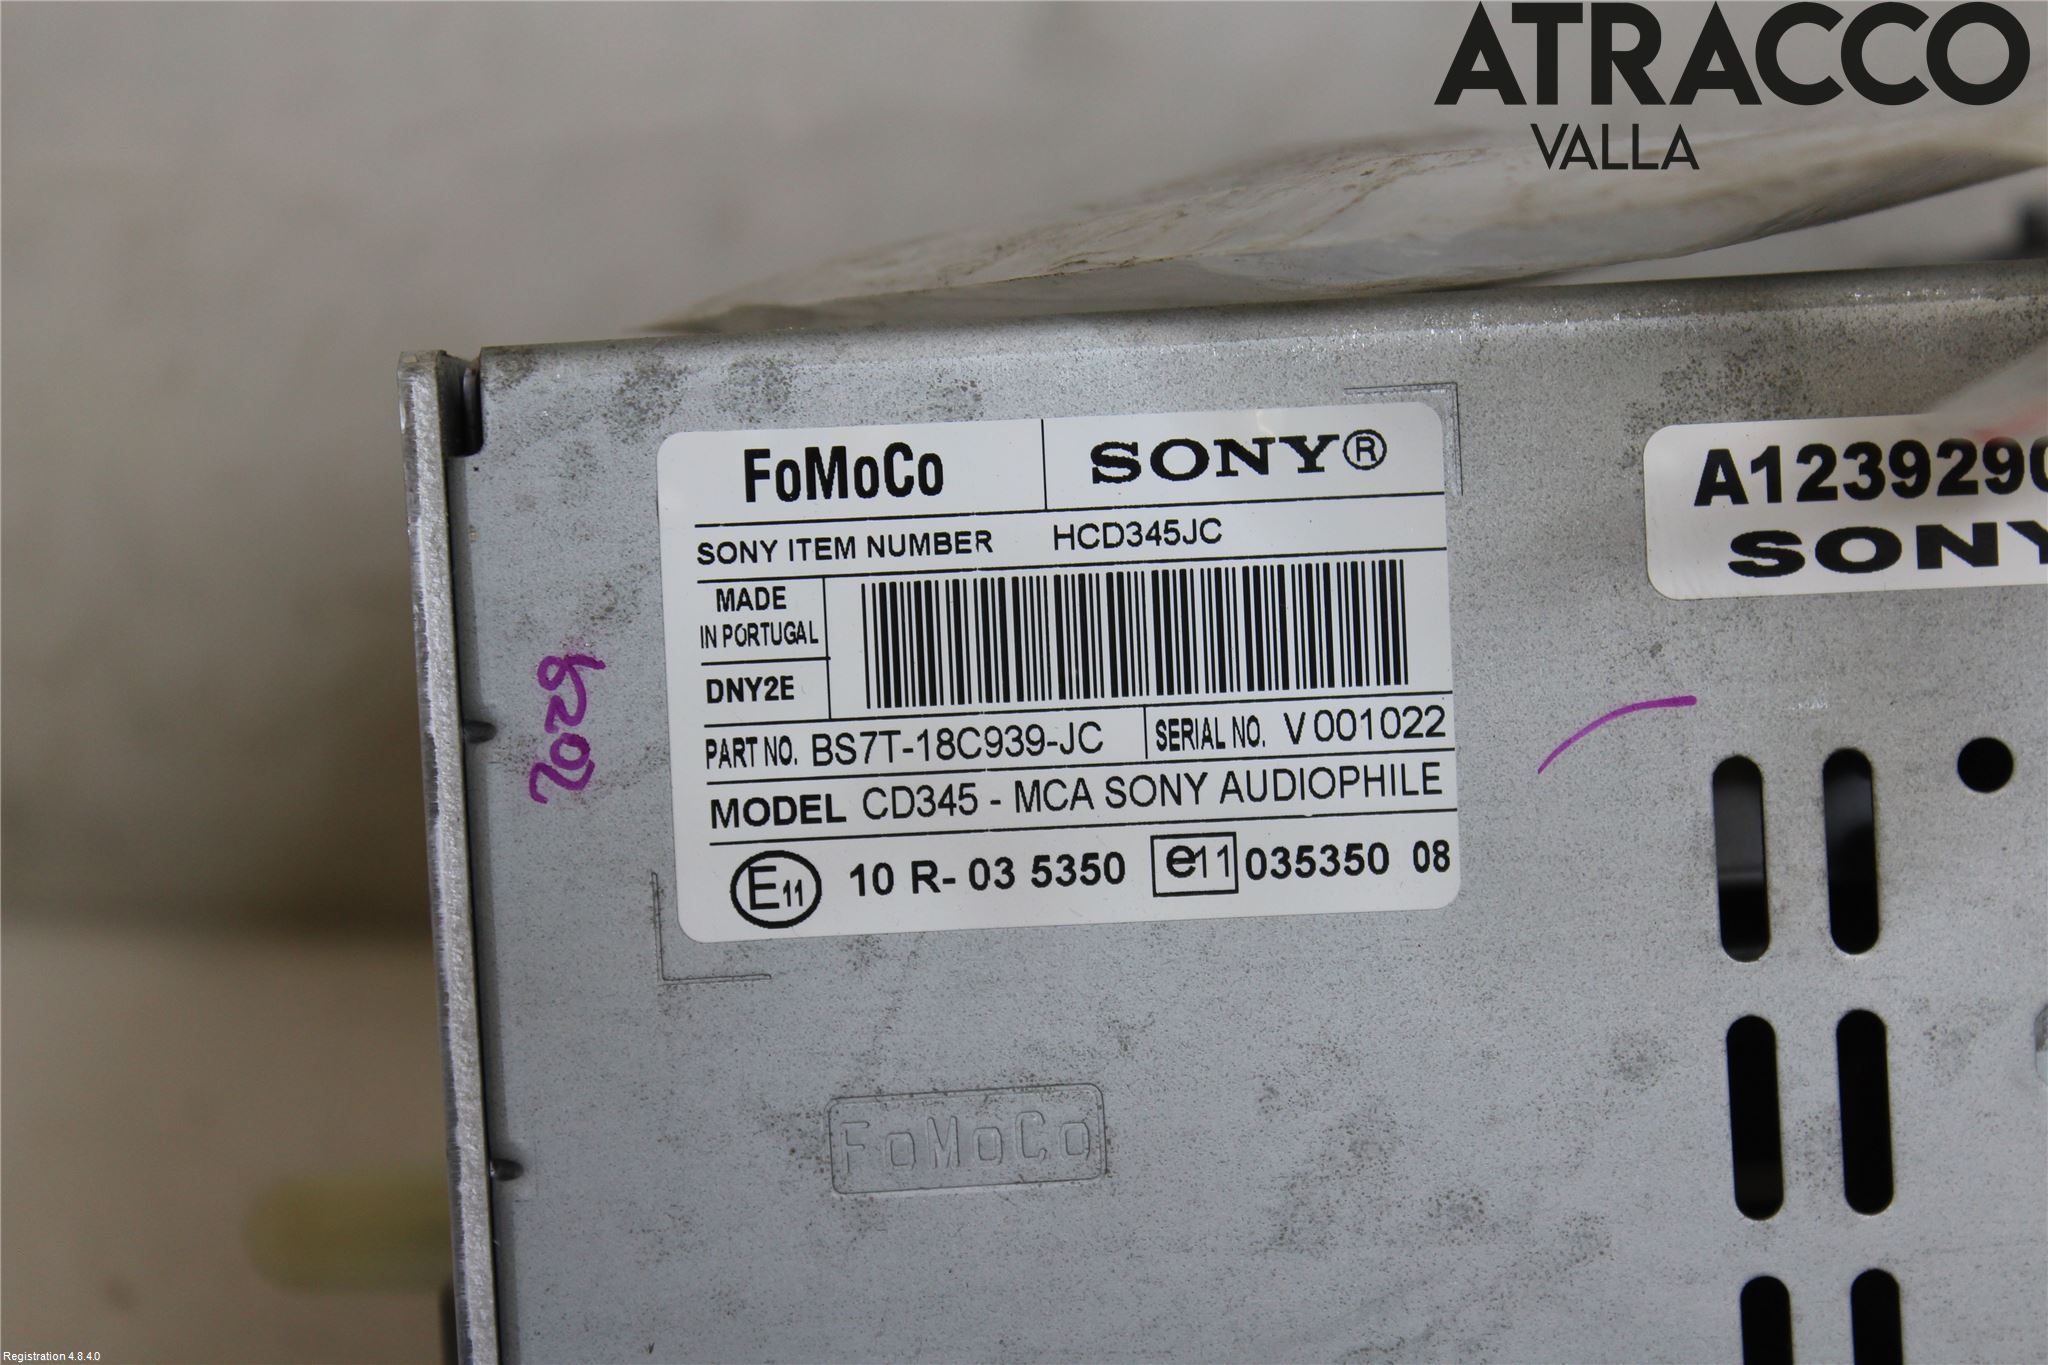 ATRACCO
VALLA
FoMoCo SONY®
SONY ITEM NUMBER HCD345JC
MADE
IN PORTUGAL
DNY2E
PART NO. BS7T-18C939-JC SERIAL NO. V001022
MODEL CD345 - MCA SONY AUDIOPHILE
E11 10 R- 03 5350 e11 035350 08
A1239290
SONY
2029
FoMoCo
Registration 4.8.4.0